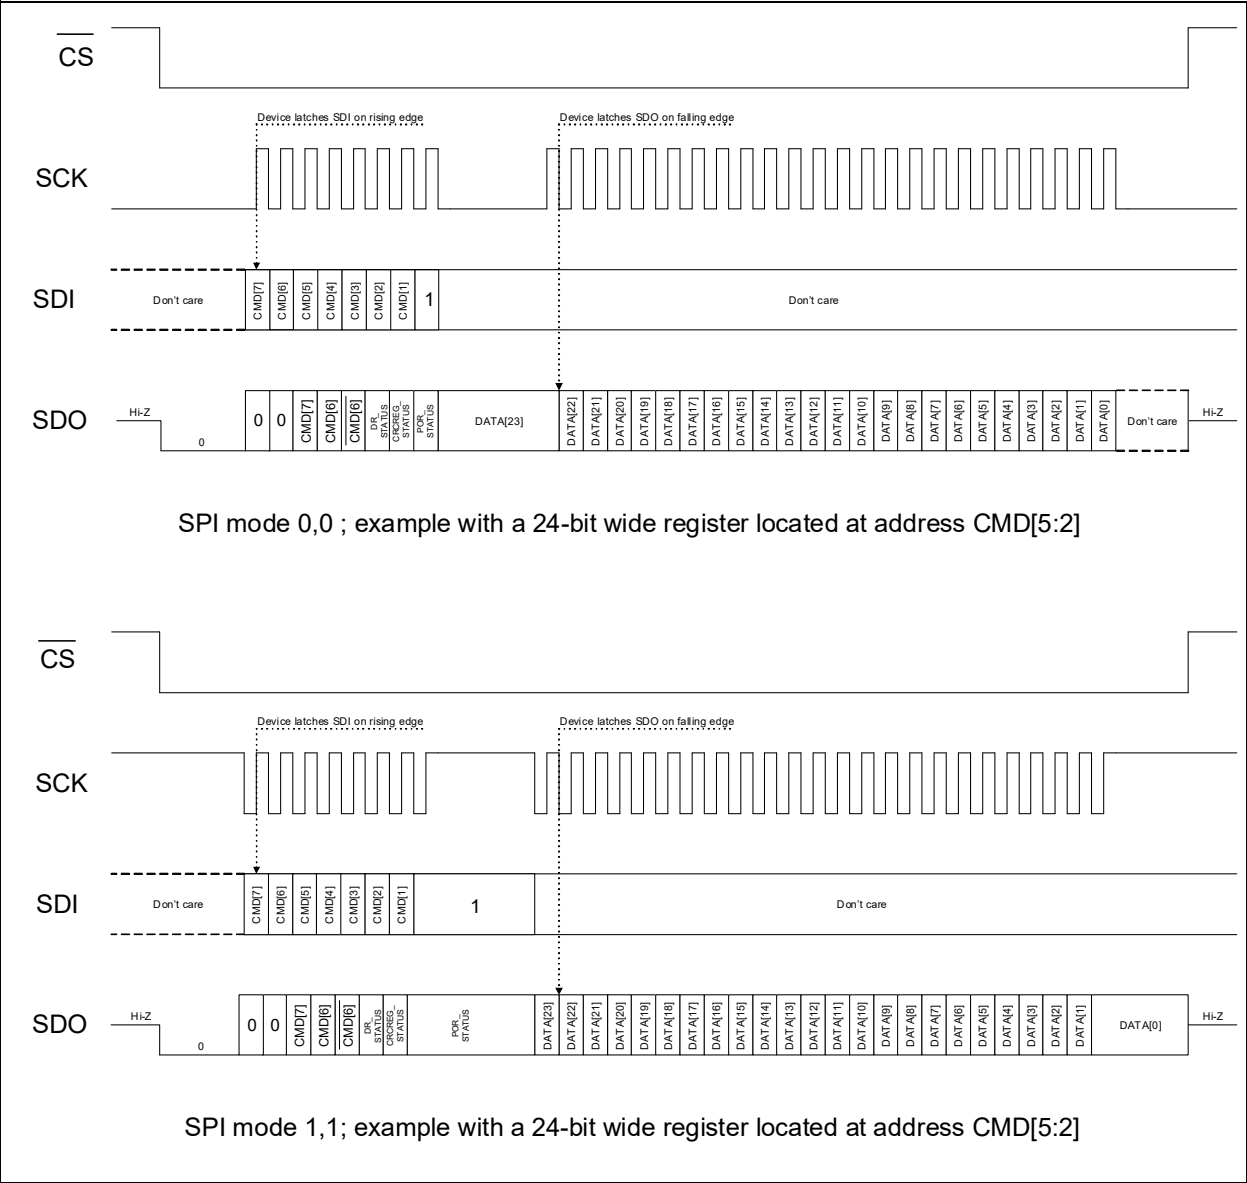 CS
Device latches SDI on rising edge
Device latches SDO on falling edge
SCK
SDI
Don't care
CMD[7] CMD[6] CMD[5] CMD[4] CMD[3] CMD[2] CMD[1] 1
Don't care
SDO
Hi-Z
0
0 0 CMD[7] CMD[6] CMD[6] DR_STATUS CRCREG_STATUS POR_STATUS DATA[23] DATA[22] DATA[21] DATA[20] DATA[19] DATA[18] DATA[17] DATA[16] DATA[15] DATA[14] DATA[13] DATA[12] DATA[11] DATA[10] DATA[9] DATA[8] DATA[7] DATA[6] DATA[5] DATA[4] DATA[3] DATA[2] DATA[1] DATA[0] Don't care
Hi-Z
SPI mode 0,0 ; example with a 24-bit wide register located at address CMD[5:2]
CS
Device latches SDI on rising edge
Device latches SDO on falling edge
SCK
SDI
Don't care
CMD[7] CMD[6] CMD[5] CMD[4] CMD[3] CMD[2] CMD[1] 1
Don't care
SDO
Hi-Z
0
0 0 CMD[7] CMD[6] CMD[6] DR_STATUS CRCREG_STATUS POR_STATUS DATA[23] DATA[22] DATA[21] DATA[20] DATA[19] DATA[18] DATA[17] DATA[16] DATA[15] DATA[14] DATA[13] DATA[12] DATA[11] DATA[10] DATA[9] DATA[8] DATA[7] DATA[6] DATA[5] DATA[4] DATA[3] DATA[2] DATA[1] DATA[0]
Hi-Z
SPI mode 1,1; example with a 24-bit wide register located at address CMD[5:2]